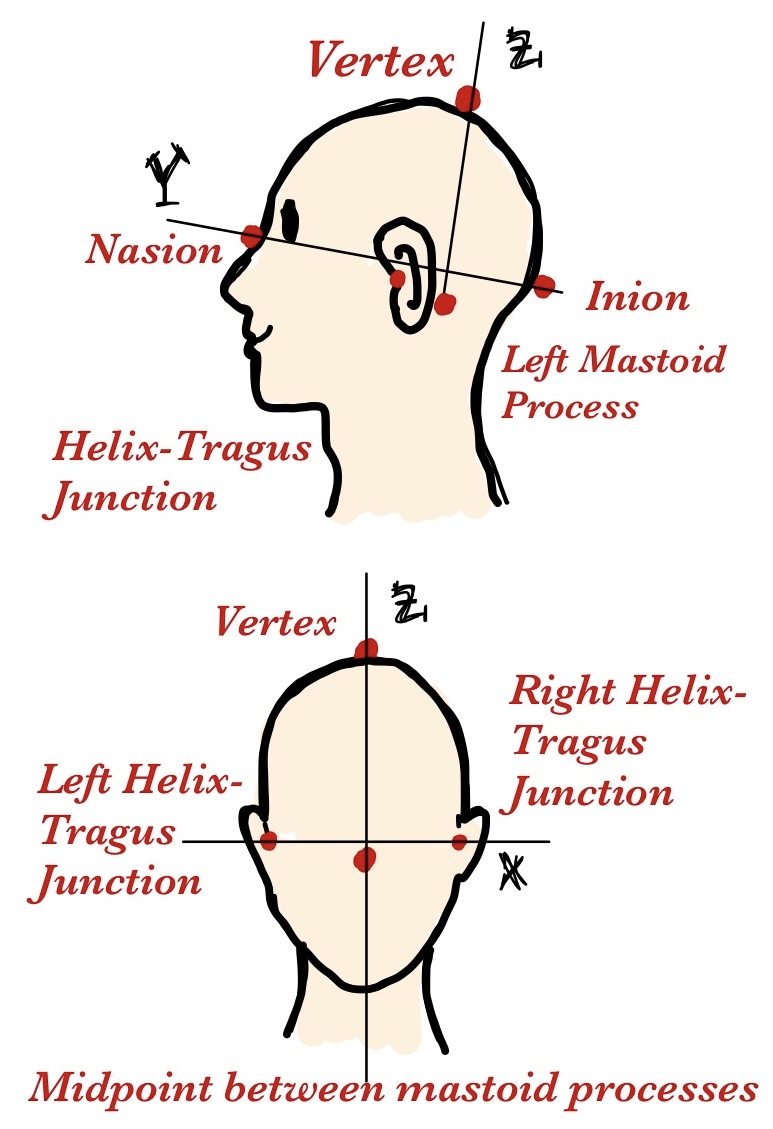 Vertex
Z
Y
Nasion
Inion
Left Mastoid
Process
Helix-Tragus
Junction
Z
Vertex
Right Helix-
Tragus
Junction
Left Helix-
Tragus
Junction
X
Midpoint between mastoid processes